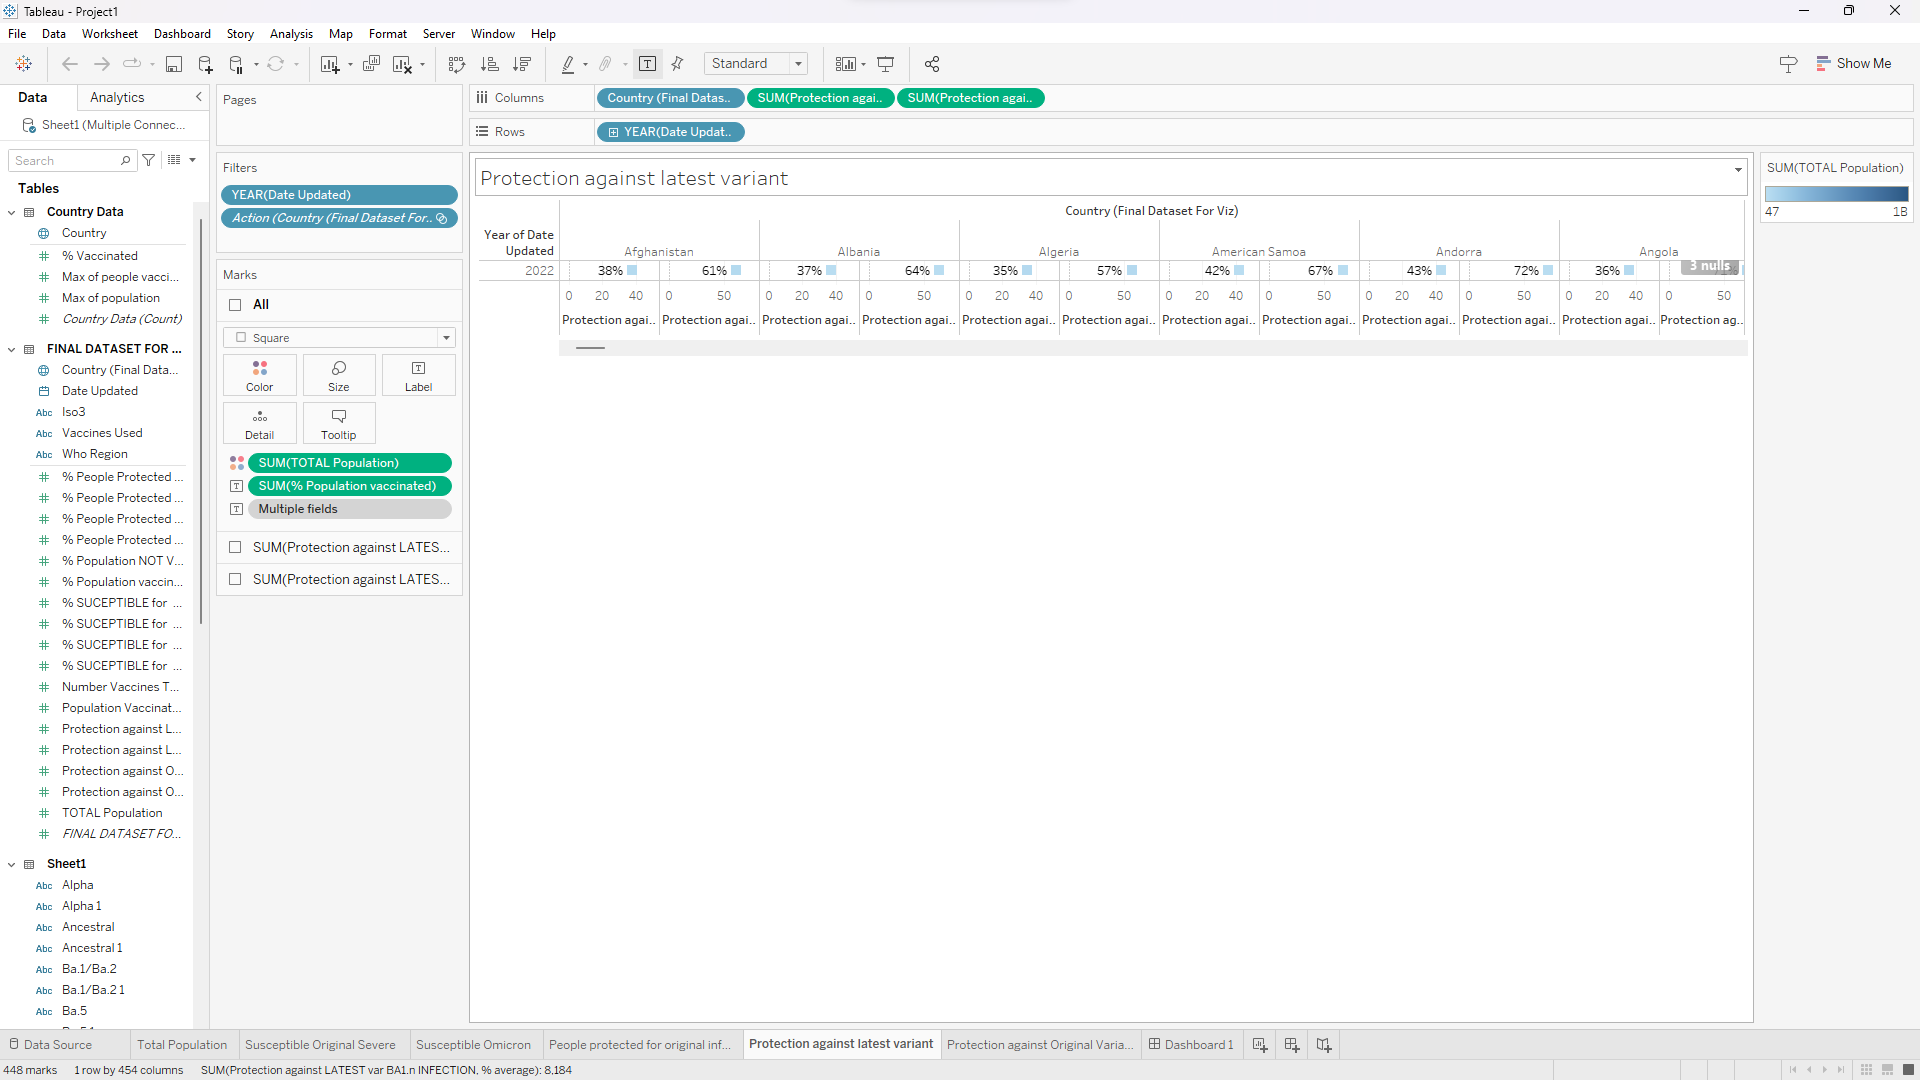 Tableau - Project1
File Data Worksheet Dashboard Story Analysis Map Format Server Window Help
Standard
Show Me
Data
Analytics
Sheet1 (Multiple Connec...
Search
Tables
Country Data
Country
% Vaccinated
Max of people vacci...
Max of population
Country Data (Count)
FINAL DATASET FOR ...
Country (Final Data...
Date Updated
Abc Iso3
Abc Vaccines Used
Abc Who Region
% People Protected ...
% People Protected ...
% People Protected ...
% People Protected ...
% Population NOT V...
% Population vaccin...
% SUCEPTIBLE for ...
% SUCEPTIBLE for ...
% SUCEPTIBLE for ...
% SUCEPTIBLE for ...
Number Vaccines T...
Population Vaccinat...
Protection against L...
Protection against L...
Protection against O...
Protection against O...
TOTAL Population
FINAL DATASET FO...
Sheet1
Abc Alpha
Abc Alpha 1
Abc Ancestral
Abc Ancestral 1
Abc Ba.1/Ba.2
Abc Ba.1/Ba.2 1
Abc Ba.5
Pages
Filters
YEAR(Date Updated)
Action (Country (Final Dataset For..
Marks
All
Square
Color
Size
T
Label
Detail
Tooltip
SUM(TOTAL Population)
T SUM(% Population vaccinated)
T Multiple fields
SUM(Protection against LATES...
SUM(Protection against LATES...
Columns
Country (Final Datas..
SUM(Protection agai..
SUM(Protection agai..
Rows
YEAR(Date Updat..
Protection against latest variant
Country (Final Dataset For Viz)
Year of Date
Updated
Afghanistan Albania Algeria American Samoa Andorra Angola
2022 38% 61% 37% 64% 35% 57% 42% 67% 43% 72% 36% 3 nulls
0 20 40 0 50 0 20 40 0 50 0 20 40 0 50 0 20 40 0 50 0 20 40 0 50 0 20 40 0 50
Protection agai.. Protection agai.. Protection agai.. Protection agai.. Protection agai.. Protection agai.. Protection agai.. Protection agai.. Protection agai.. Protection agai.. Protection agai.. Protection ag..
SUM(TOTAL Population)
47 1B
Data Source
Total Population
Susceptible Original Severe
Susceptible Omicron
People protected for original inf...
Protection against latest variant
Protection against Original Varia...
Dashboard 1
448 marks 1 row by 454 columns SUM(Protection against LATEST var BA1.n INFECTION, % average): 8,184